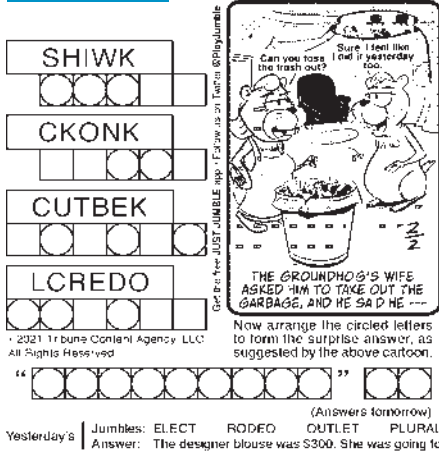 SHIWK
CKONK
CUTBEK
LCREDO
Get the free JUST JUMBLE app • Follow us on Twitter @PlayJumble
Can you toss
the trash out?
Sure. I feel like
I did it yesterday
too.
2
2
THE GROUNDHOG'S WIFE
ASKED HIM TO TAKE OUT THE
GARBAGE, AND HE SAID HE ---
2021 Tribune Content Agency, LLC
All Rights Reserved
Now arrange the circled letters
to form the surprise answer, as
suggested by the above cartoon.
“ ”
(Answers tomorrow)
Yesterday's
Jumbles: ELECT RODEO OUTLET PLURAL
Answer: The designer blouse was $300. She was going to